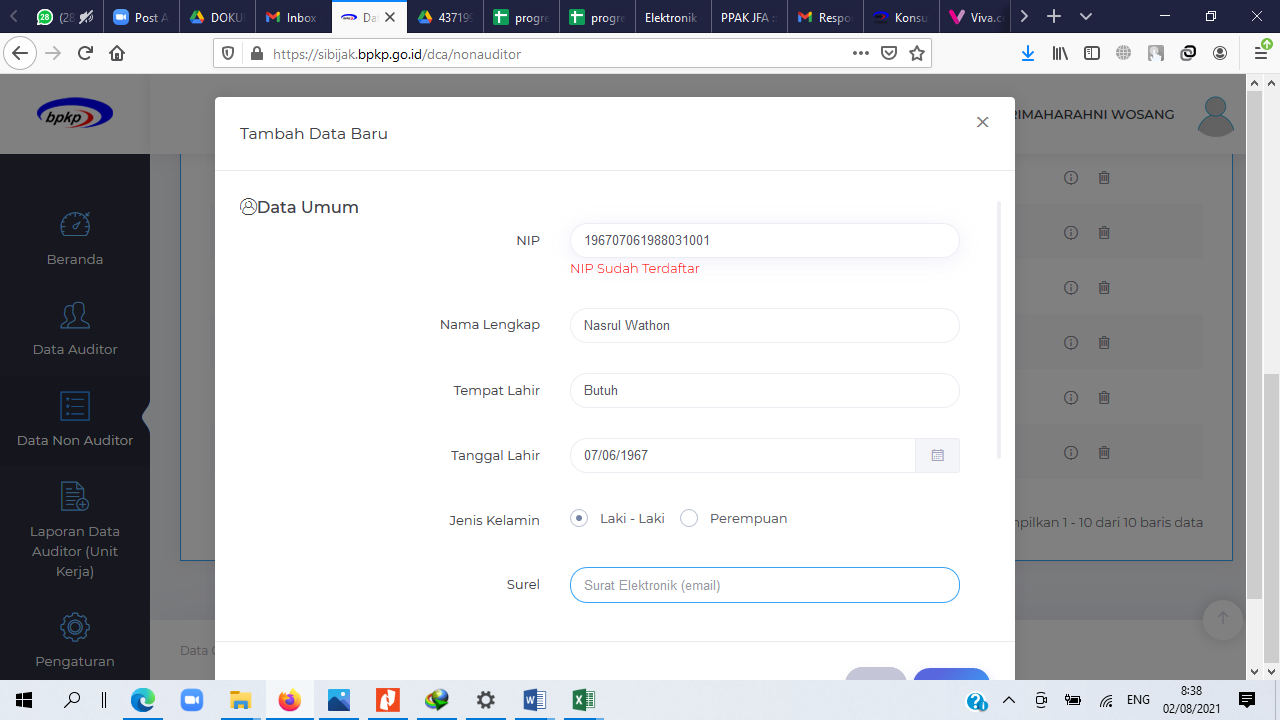 (28
Post A
DOKU
Inbox
Da
43719
progre
progre
Elektronik
PPAK IFA ::
Respo
Konsu
Viva.c
https://sibijak.bpkp.go.id/dca/nonauditor
bpkp
RIMAHARAHNI WOSANG
Tambah Data Baru
Data Umum
NIP
196707061988031001
NIP Sudah Terdaftar
Nama Lengkap
Nasrul Wathon
Tempat Lahir
Butuh
Tanggal Lahir
07/06/1967
Jenis Kelamin
Laki - Laki
Perempuan
Surel
Surat Elektronik (email)
Beranda
Data Auditor
Data Non Auditor
Laporan Data
Auditor (Unit
Kerja)
Pengaturan
mpilkan 1 - 10 dari 10 baris data
Data
ENG
8:38
02/08/2021